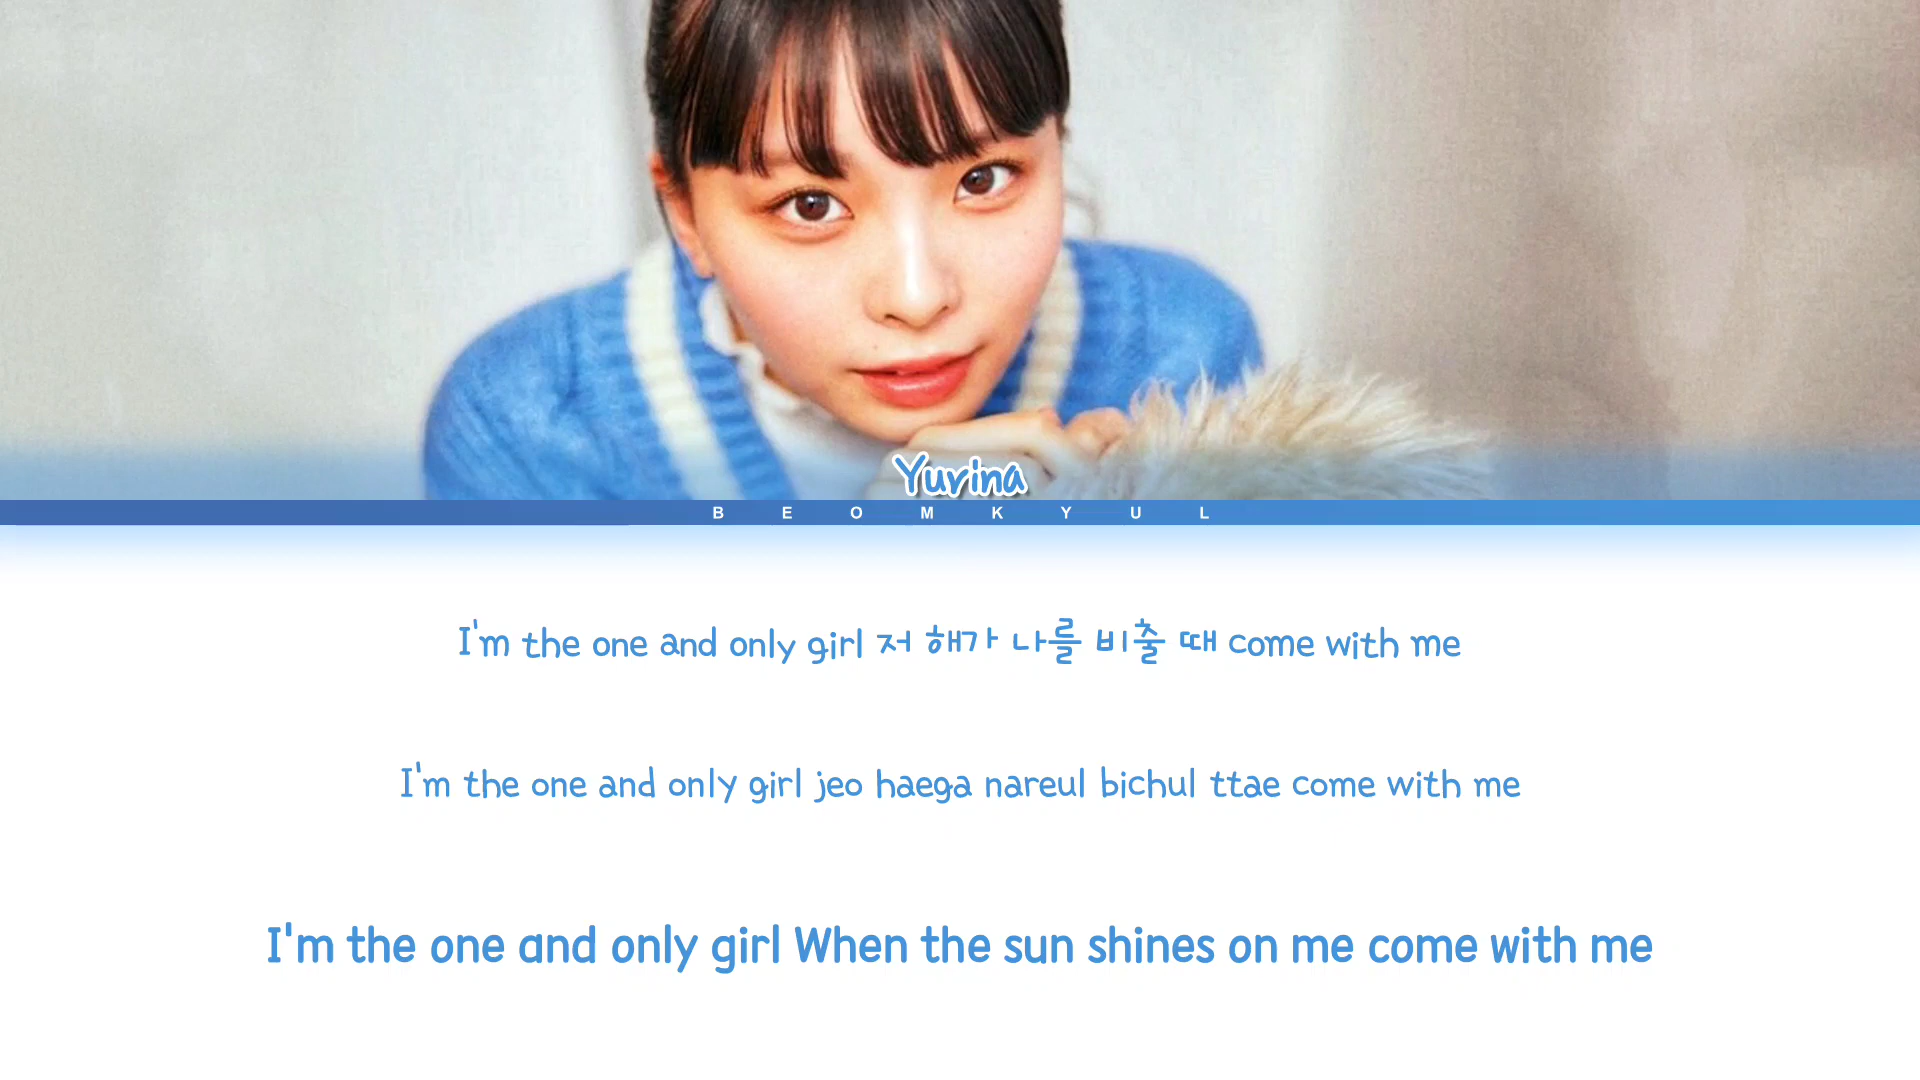 Yurina
BEOMKYUL
I'm the one and only girl 저 해가 나를 비출 때 come with me
I'm the one and only girl jeo haega nareul bichul ttae come with me
I'm the one and only girl When the sun shines on me come with me